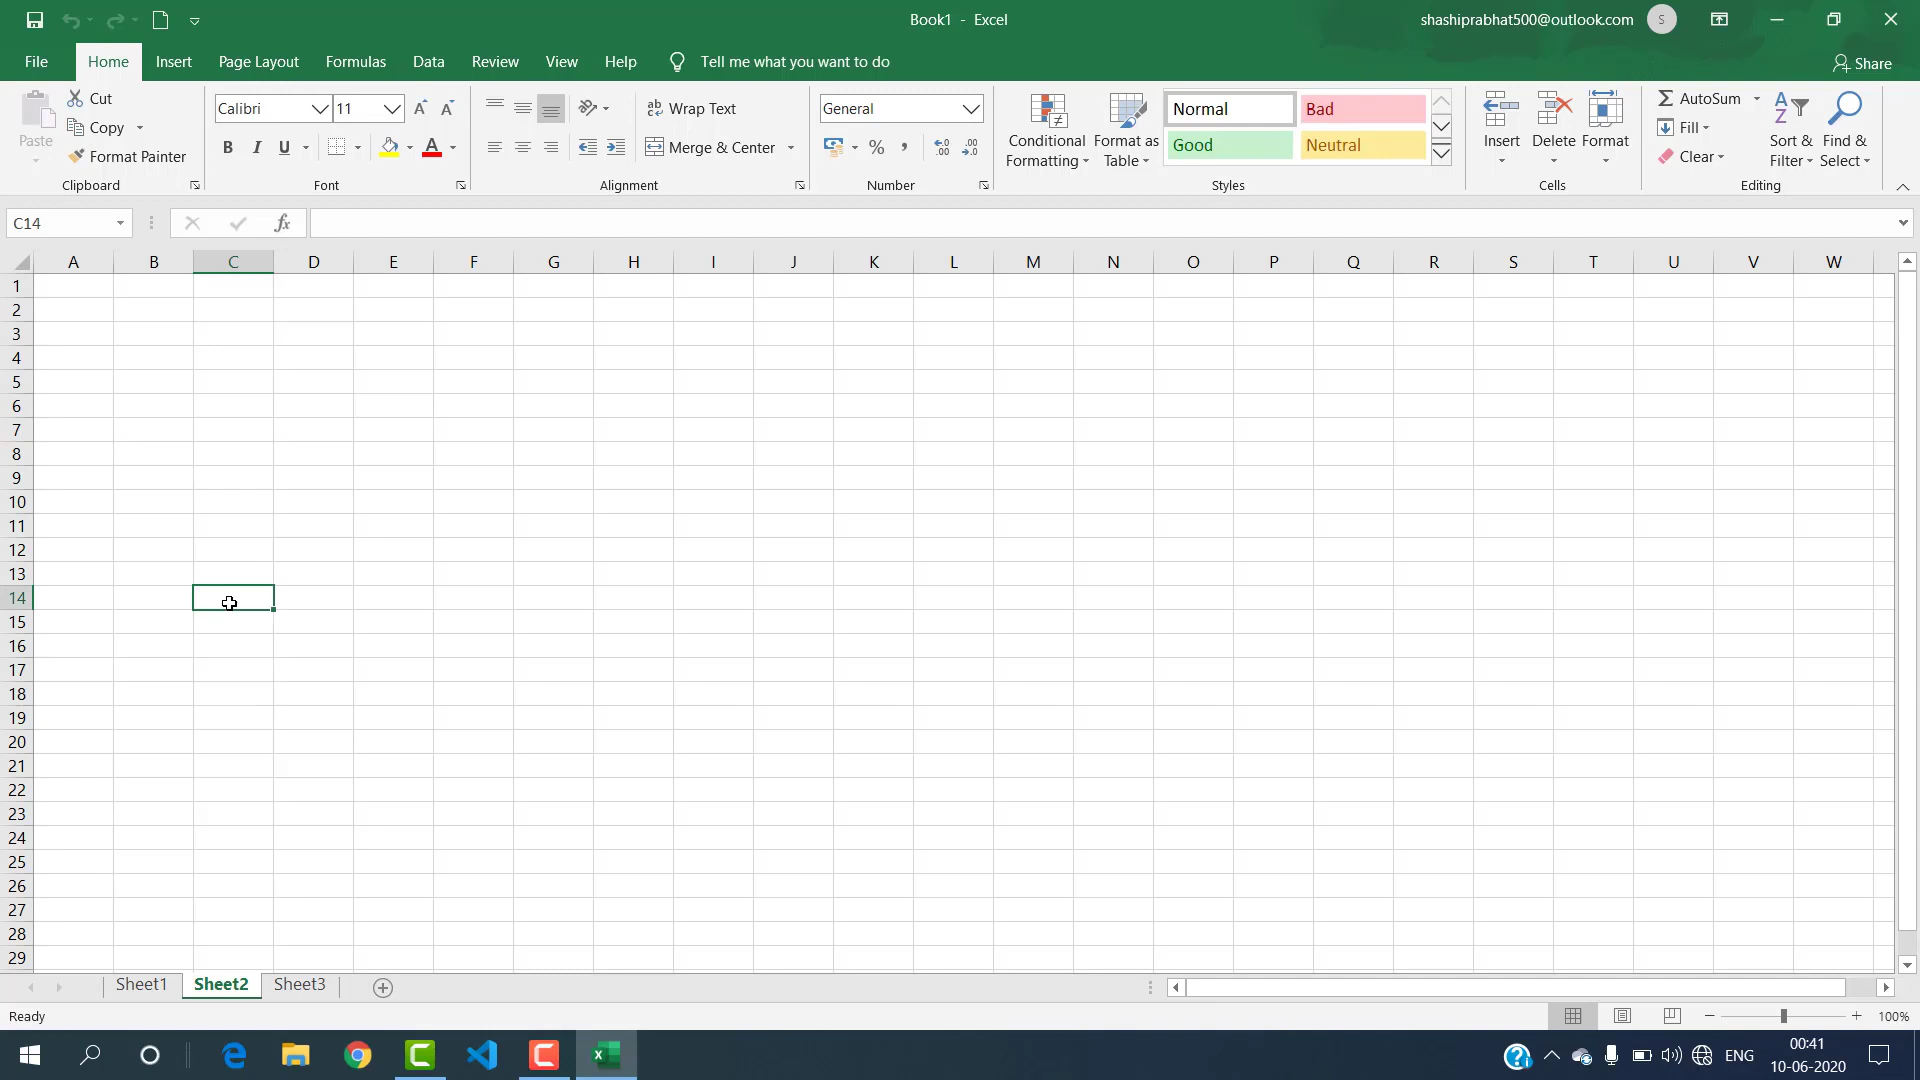 Book1 - Excel
shashiprabhat500@outlook.com
S
File
Home
Insert
Page Layout
Formulas
Data
Review
View
Help
Tell me what you want to do
Share
Paste
Cut
Copy
Format Painter
Clipboard
Calibri
11
B I U
A
Font
ab Wrap Text
Merge & Center
Alignment
General
%
Number
Conditional
Formatting
Format as
Table
Normal
Bad
Good
Neutral
Styles
Insert
Delete
Format
Cells
AutoSum
Fill
Clear
Sort &
Filter
Find &
Select
Editing
C14
fx
A B C D E F G H I J K L M N O P Q R S T U V W
1
2
3
4
5
6
7
8
9
10
11
12
13
14
15
16
17
18
19
20
21
22
23
24
25
26
27
28
29
Sheet1
Sheet2
Sheet3
Ready
100%
ENG
00:41
10-06-2020